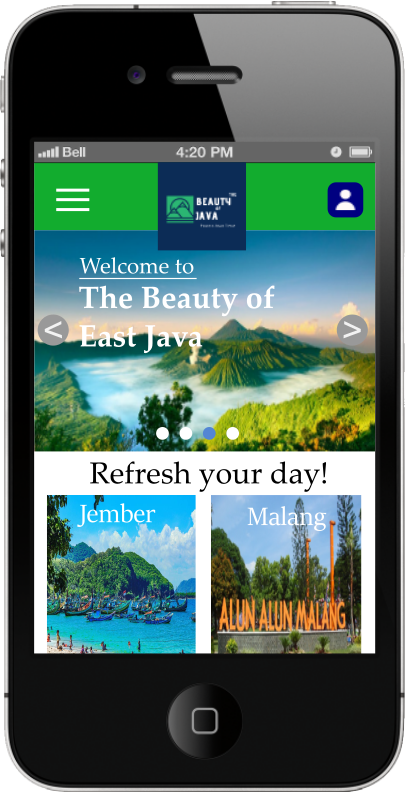 Bell
4:20 PM
THE
BEAUTY
OF
JAVA
Welcome to
The Beauty of
East Java
<
>
Refresh your day!
Jember
Malang
ALUN ALUN MALANG